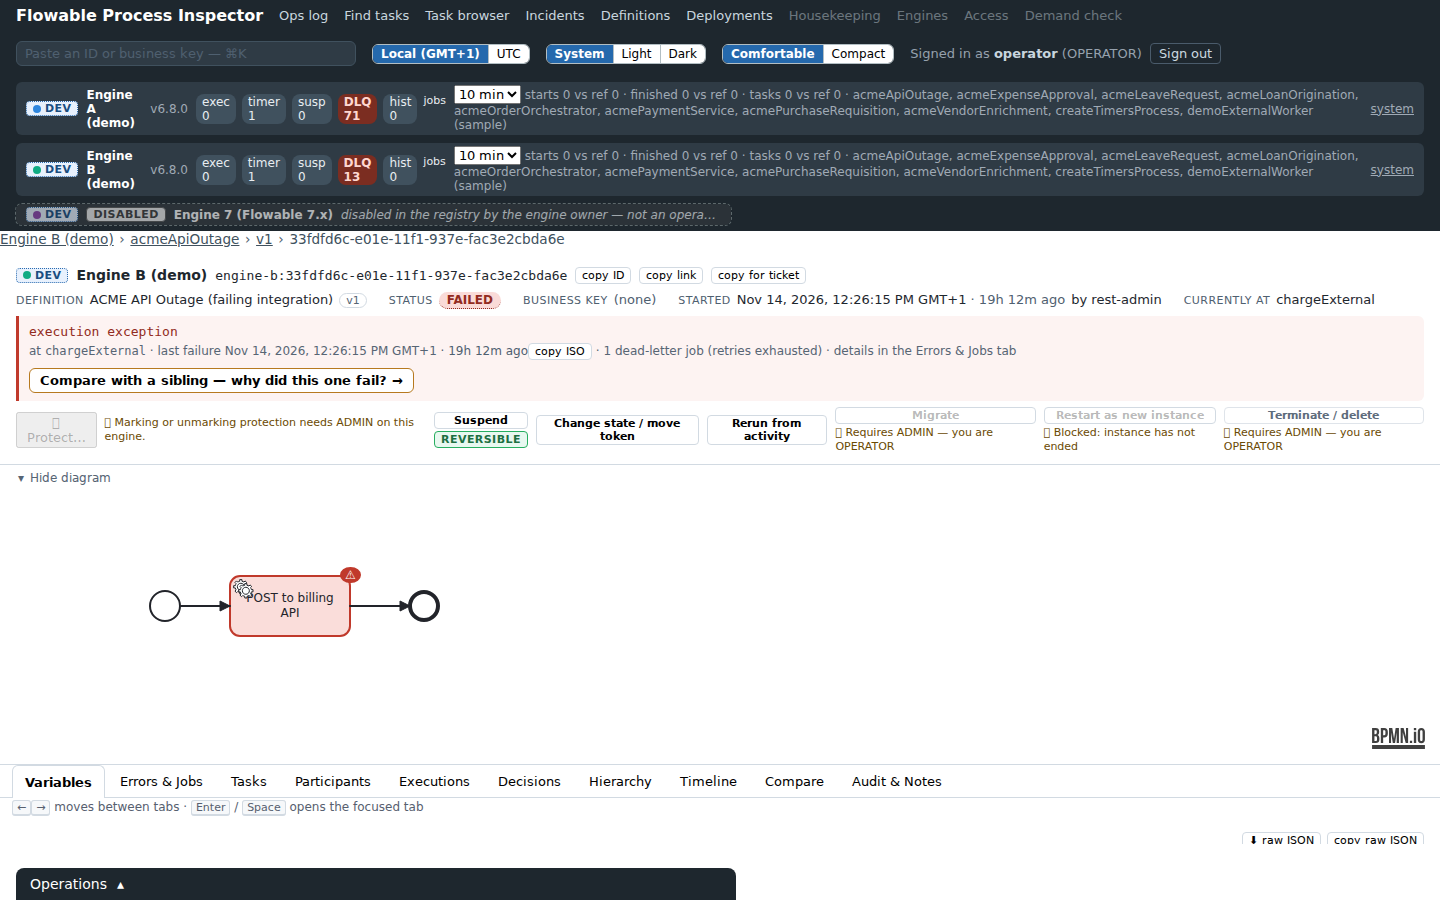 Flowable Process Inspector Ops log Find tasks Task browser Incidents Definitions Deployments Housekeeping Engines Access Demand check
Paste an ID or business key — ⌘K Local (GMT+1) UTC System Light Dark Comfortable Compact Signed in as operator (OPERATOR) Sign out
DEV Engine A (demo) v6.8.0 exec 0 timer 1 susp 0 DLQ 71 hist 0 jobs 10 min starts 0 vs ref 0 · finished 0 vs ref 0 · tasks 0 vs ref 0 · acmeApiOutage, acmeExpenseApproval, acmeLeaveRequest, acmeLoanOrigination,
acmeOrderOrchestrator, acmePaymentService, acmePurchaseRequisition, acmeVendorEnrichment, createTimersProcess, demoExternalWorker
(sample)
system
DEV Engine B (demo) v6.8.0 exec 0 timer 1 susp 0 DLQ 13 hist 0 jobs 10 min starts 0 vs ref 0 · finished 0 vs ref 0 · tasks 0 vs ref 0 · acmeApiOutage, acmeExpenseApproval, acmeLeaveRequest, acmeLoanOrigination,
acmeOrderOrchestrator, acmePaymentService, acmePurchaseRequisition, acmeVendorEnrichment, createTimersProcess, demoExternalWorker
(sample)
system
DEV DISABLED Engine 7 (Flowable 7.x) disabled in the registry by the engine owner — not an opera…
Engine B (demo) › acmeApiOutage › v1 › 33fdfd6c-e01e-11f1-937e-fac3e2cbda6e
DEV Engine B (demo) engine-b:33fdfd6c-e01e-11f1-937e-fac3e2cbda6e copy ID copy link copy for ticket
DEFINITION ACME API Outage (failing integration) v1 STATUS FAILED BUSINESS KEY (none) STARTED Nov 14, 2026, 12:26:15 PM GMT+1 · 19h 12m ago by rest-admin CURRENTLY AT chargeExternal
execution exception
at chargeExternal · last failure Nov 14, 2026, 12:26:15 PM GMT+1 · 19h 12m ago copy ISO · 1 dead-letter job (retries exhausted) · details in the Errors & Jobs tab
Compare with a sibling — why did this one fail? →
Protect…
Marking or unmarking protection needs ADMIN on this
engine.
Suspend
REVERSIBLE
Change state / move
token
Rerun from
activity
Migrate
Requires ADMIN — you are
OPERATOR
Restart as new instance
Blocked: instance has not
ended
Terminate / delete
Requires ADMIN — you are
OPERATOR
▾ Hide diagram
POST to billing
API
BPMN.iO
Variables Errors & Jobs Tasks Participants Executions Decisions Hierarchy Timeline Compare Audit & Notes
← → moves between tabs · Enter / Space opens the focused tab
⬇ raw JSON copy raw JSON
Operations ▲